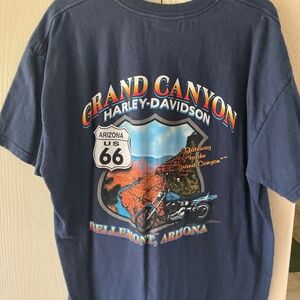 GRAND CANYON
HARLEY-DAVIDSON
ARIZONA
US
66
Gateway
to the
Grand Canyon
BELLEMONT, ARIZONA